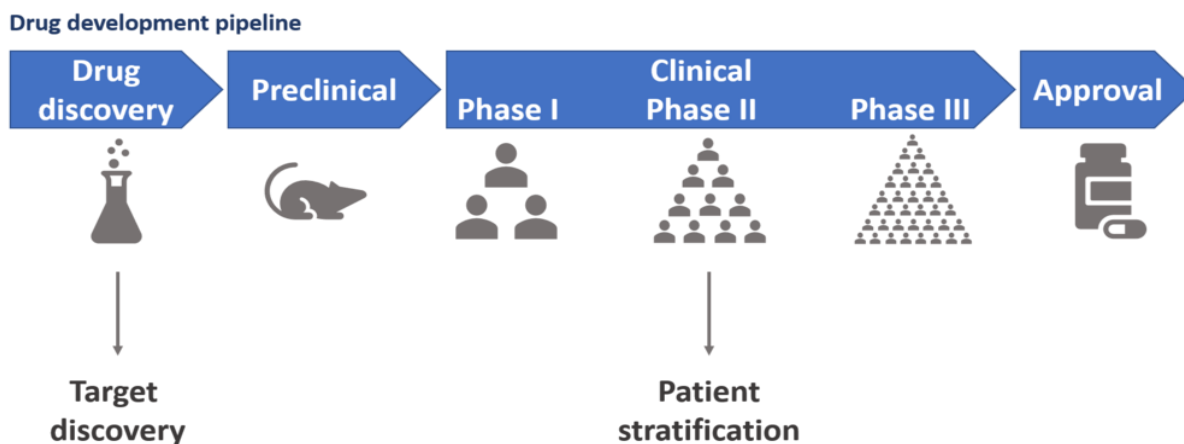 Drug development pipeline
Drug
discovery
Preclinical
Clinical
Phase I
Phase II
Phase III
Approval
Target
discovery
Patient
stratification